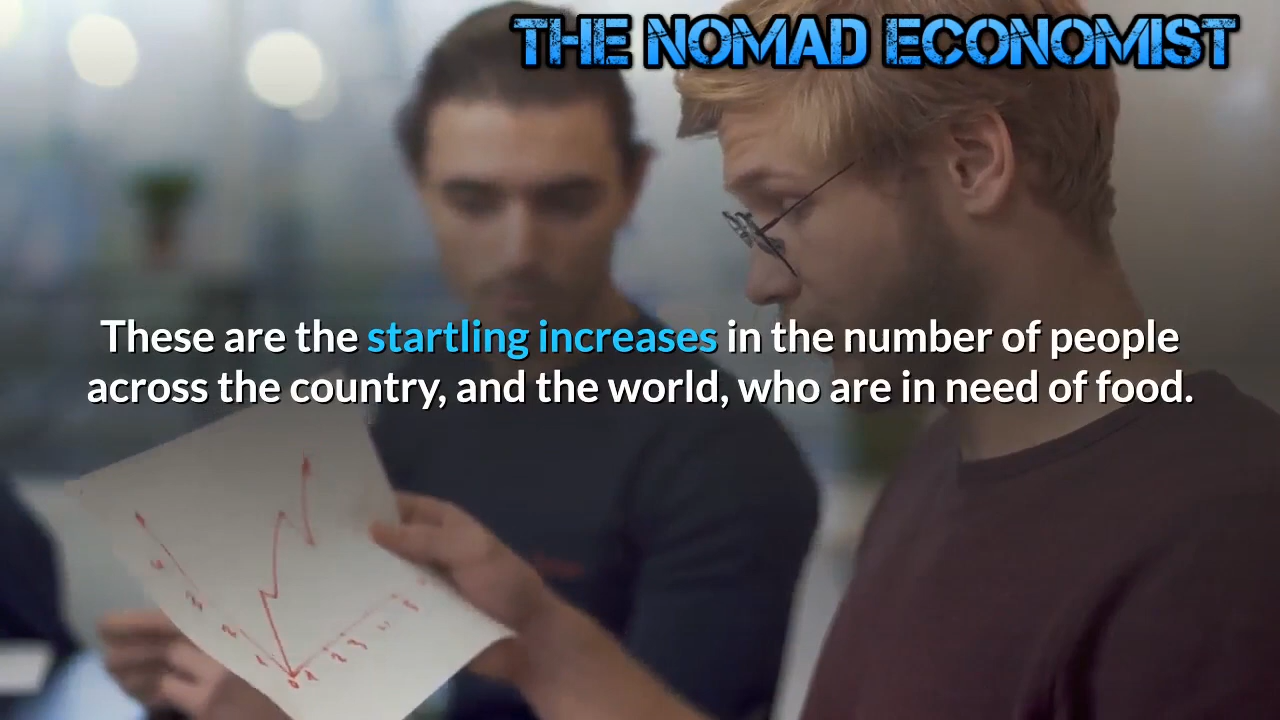 THE NOMAD ECONOMIST
These are the startling increases in the number of people
across the country, and the world, who are in need of food.